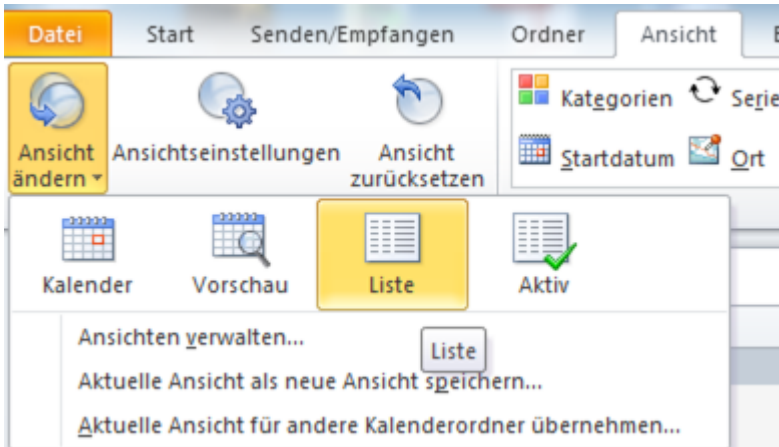 Datei Start Senden/Empfangen Ordner Ansicht
Ansicht ändern
Ansichtseinstellungen
Ansicht zurücksetzen
Kategorien Serie
Startdatum Ort
Kalender Vorschau Liste Aktiv
Ansichten verwalten...
Liste
Aktuelle Ansicht als neue Ansicht speichern...
Aktuelle Ansicht für andere Kalenderordner übernehmen...